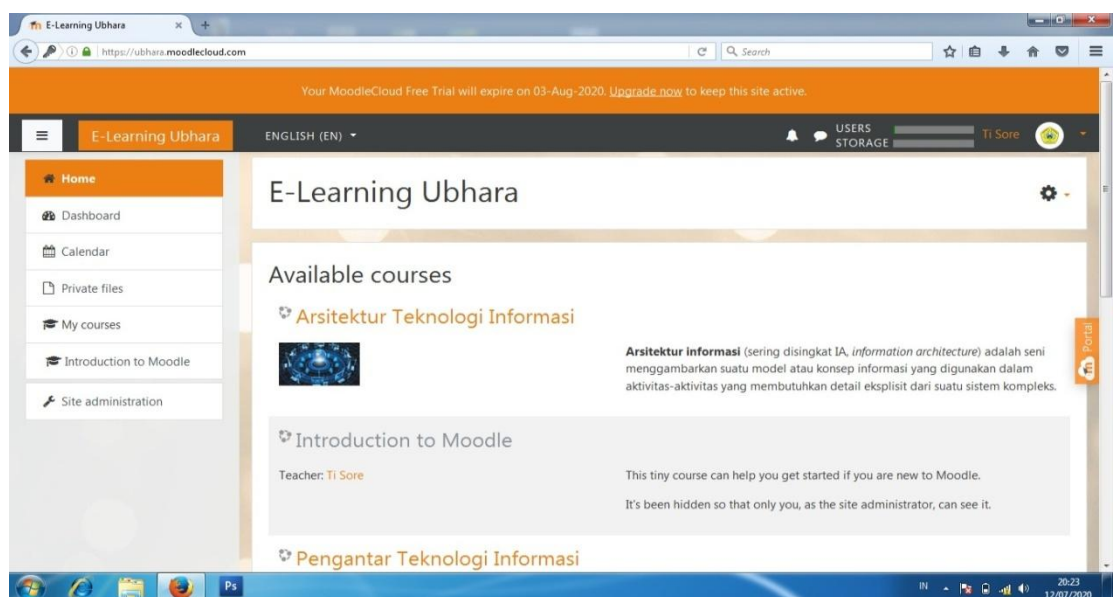 E-Learning Ubhara
https://ubhara.moodlecloud.com
Search
Your MoodleCloud Free Trial will expire on 03-Aug-2020. Upgrade now to keep this site active.
E-Learning Ubhara
ENGLISH (EN)
USERS
STORAGE
Ti Sore
Home
Dashboard
Calendar
Private files
My courses
Introduction to Moodle
Site administration
E-Learning Ubhara
Available courses
Arsitektur Teknologi Informasi
Arsitektur informasi (sering disingkat IA, information architecture) adalah seni
menggambarkan suatu model atau konsep informasi yang digunakan dalam
aktivitas-aktivitas yang membutuhkan detail eksplisit dari suatu sistem kompleks.
Introduction to Moodle
Teacher: Ti Sore
This tiny course can help you get started if you are new to Moodle.
It's been hidden so that only you, as the site administrator, can see it.
Pengantar Teknologi Informasi
Portal
Ps
IN
20:23
12/07/2020